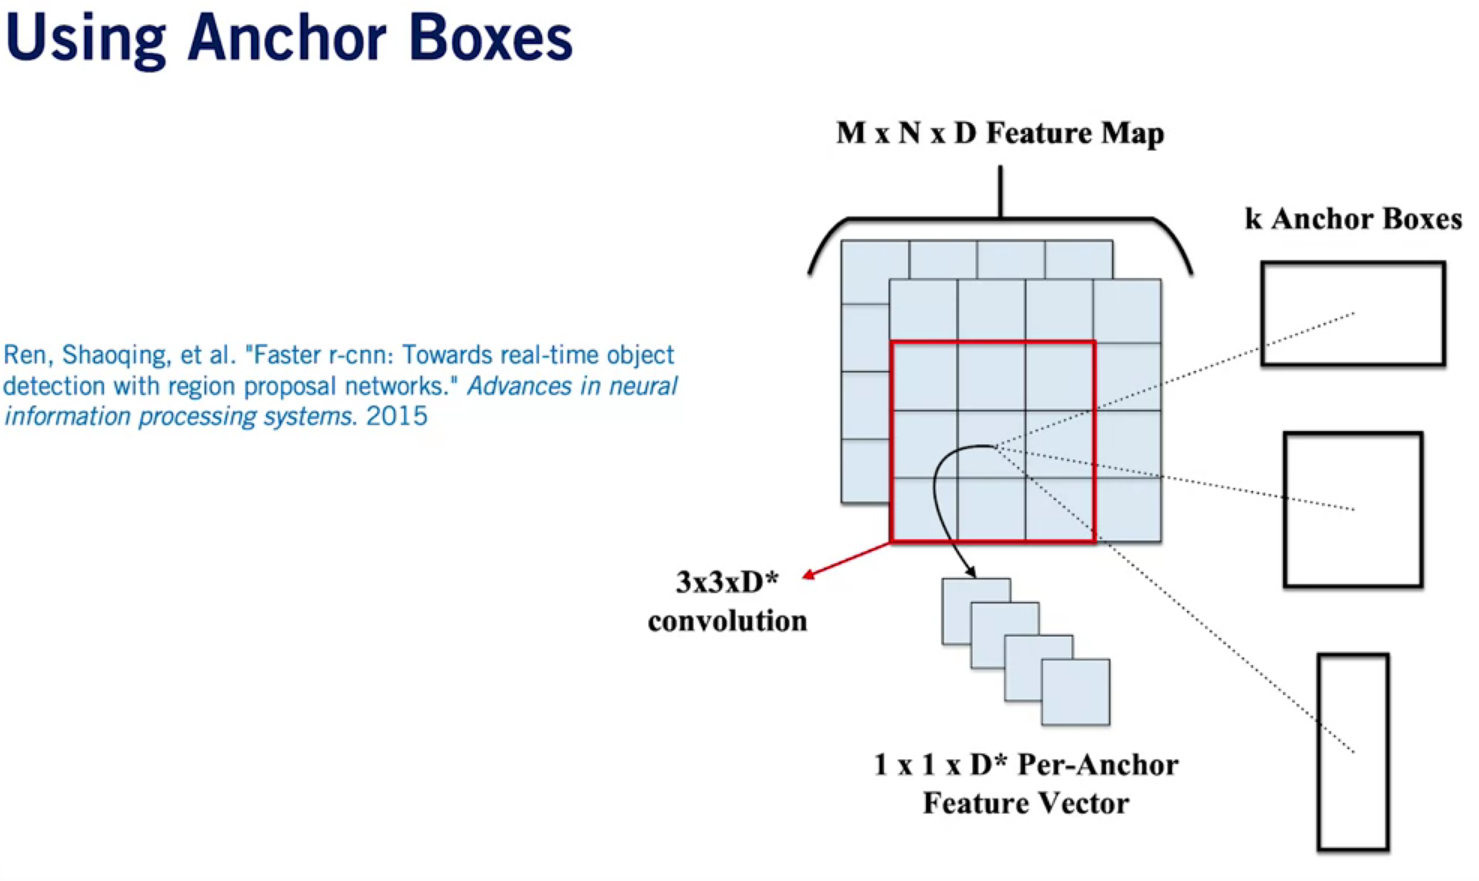 Using Anchor Boxes
M x N x D Feature Map
k Anchor Boxes
Ren, Shaoqing, et al. "Faster r-cnn: Towards real-time object
detection with region proposal networks." Advances in neural
information processing systems. 2015
3x3xD*
convolution
1 x 1 x D* Per-Anchor
Feature Vector